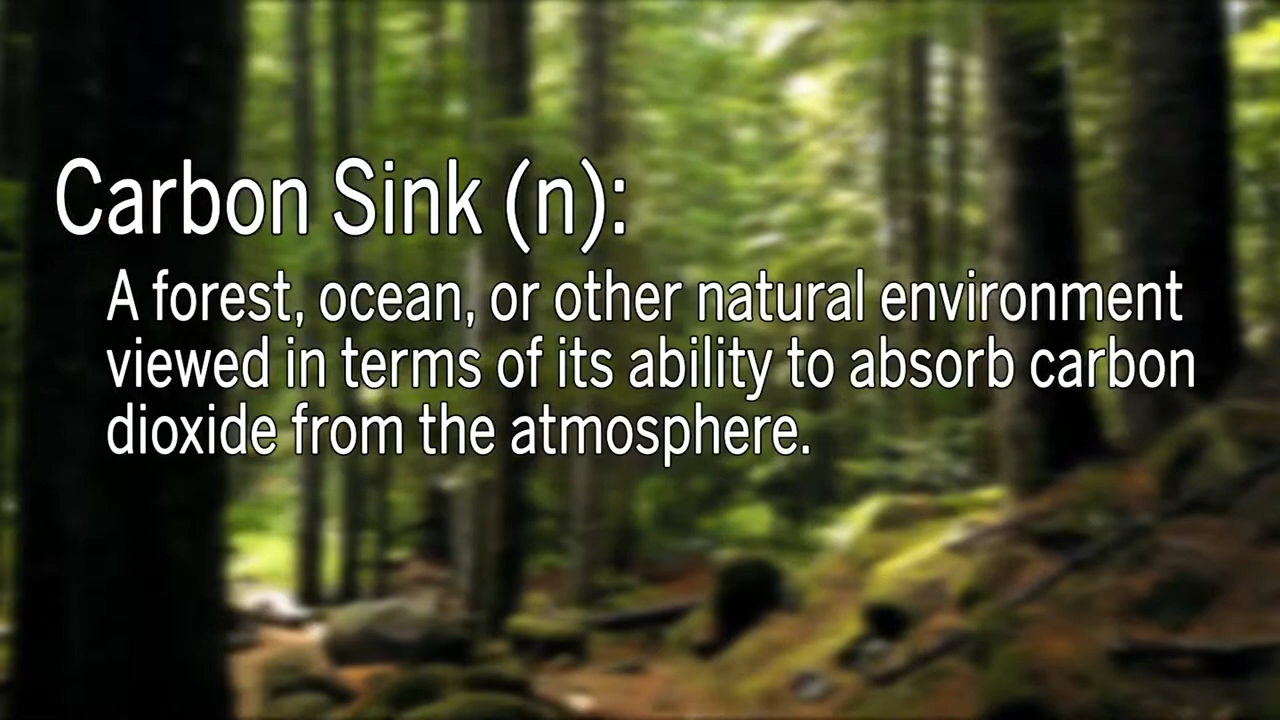 Carbon Sink (n):
A forest, ocean, or other natural environment
viewed in terms of its ability to absorb carbon
dioxide from the atmosphere.